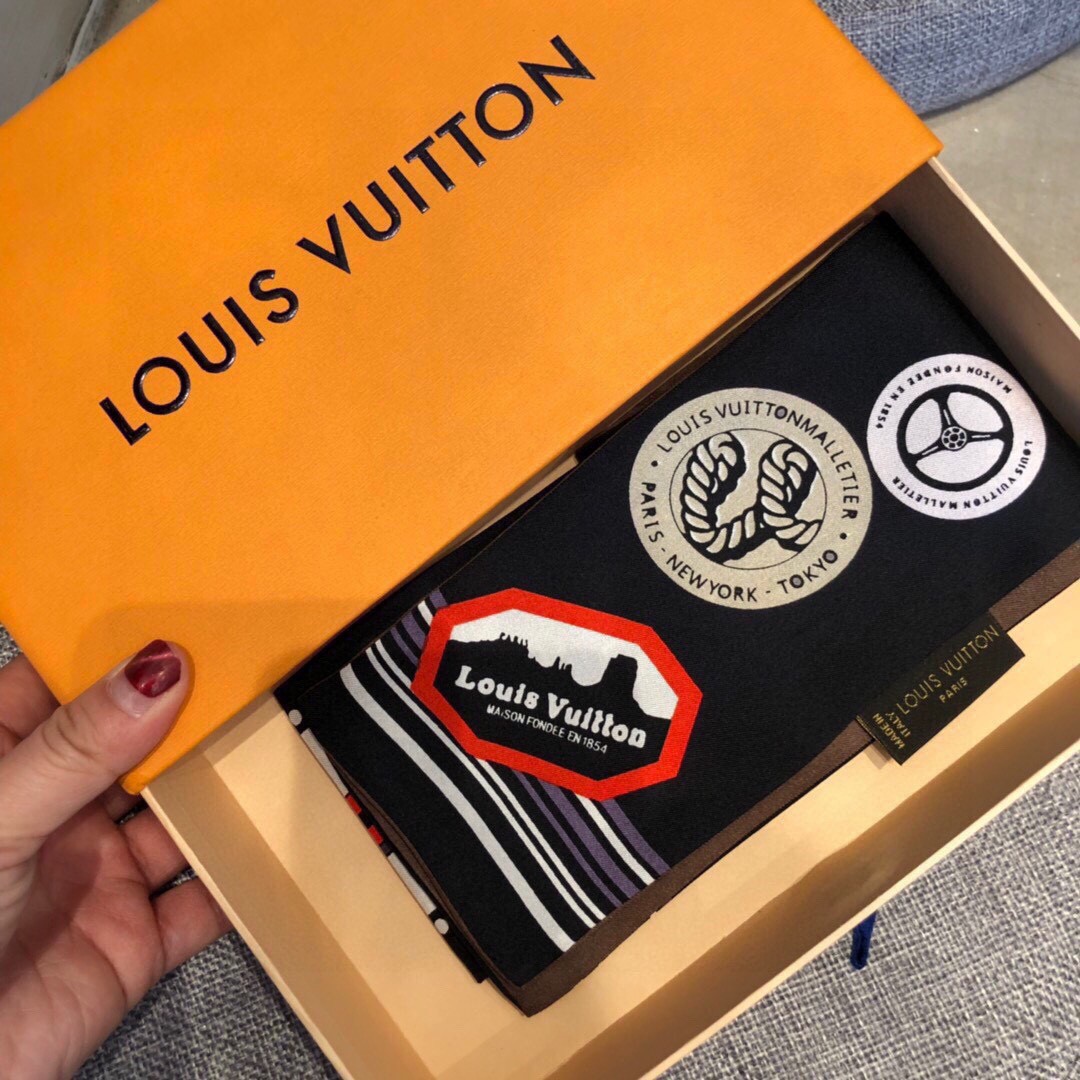 LOUIS VUITTON
MAISON FONDEE EN 1854
LOUIS VUITTON MALLETIER
LOUIS VUITTONMALLETIER
• PARIS - NEWYORK - TOKYO •
Louis Vuitton
MAISON FONDEE EN 1854
LOUIS VUITTON
PARIS
MADE IN
ITALY